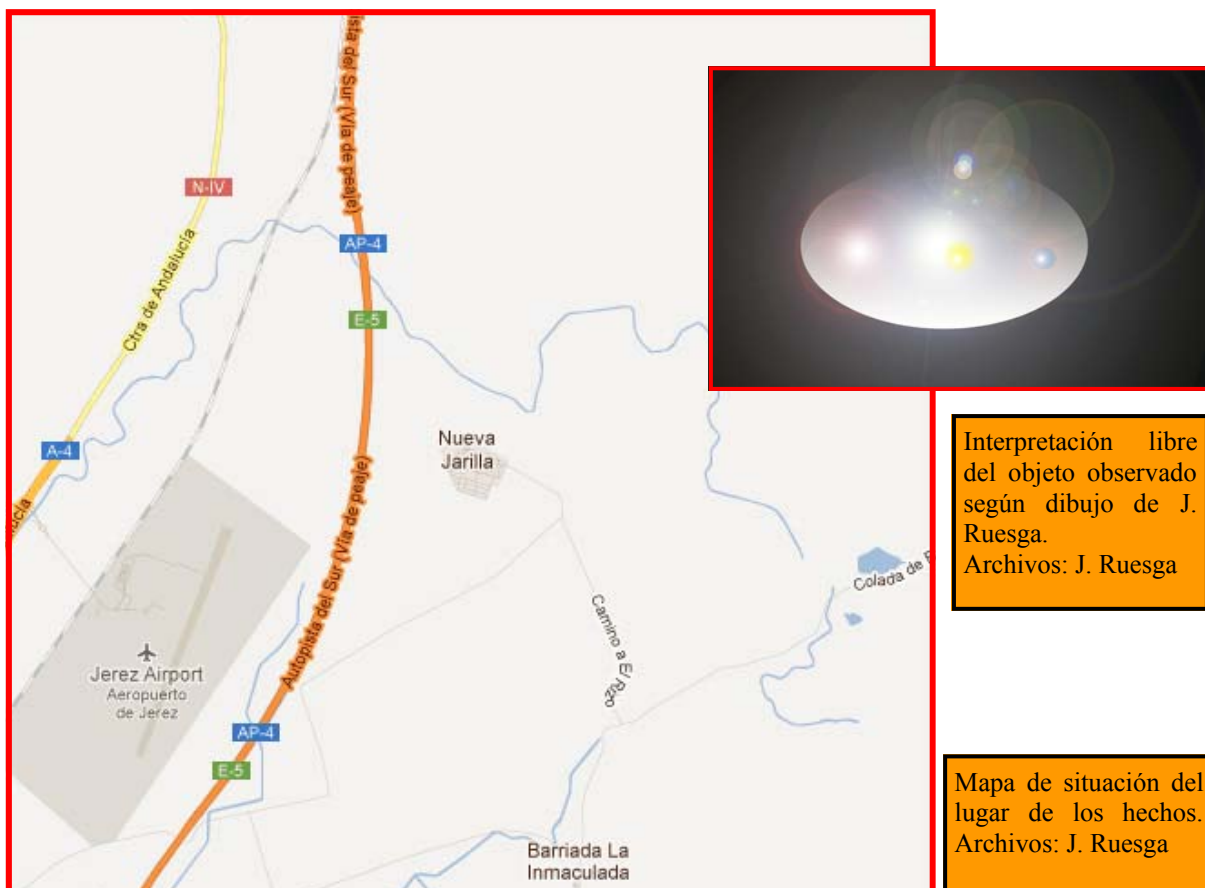 ista del Sur (Vía de peaje)
N-IV
AP-4
Ctra de Andalucía
E-5
A-4
Nueva
Jarilla
Autopista del Sur (Vía de peaje)
Colada de
Camino a El Rizo
Jerez Airport
Aeropuerto
de Jerez
AP-4
E-5
Barriada La
Inmaculada
Interpretación libre
del objeto observado
según dibujo de J.
Ruesga.
Archivos: J. Ruesga
Mapa de situación del
lugar de los hechos.
Archivos: J. Ruesga